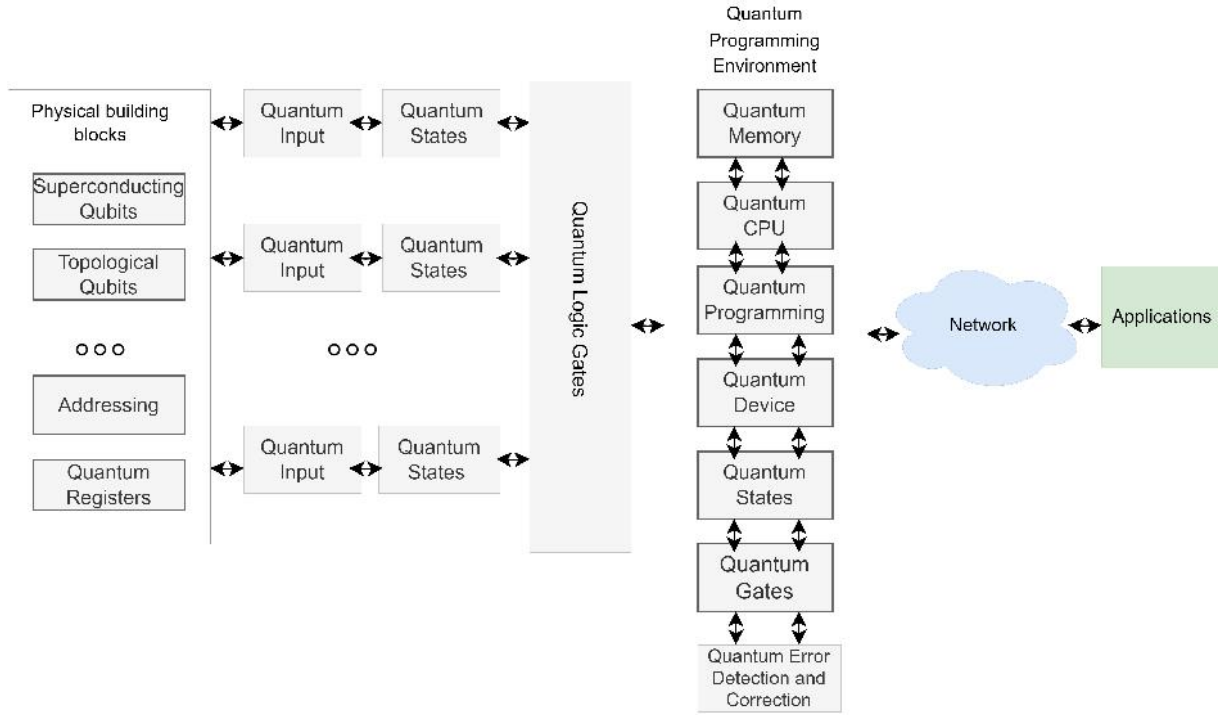 Quantum
Programming
Environment
Physical building
blocks
Superconducting
Qubits
Topological
Qubits
ooo
Addressing
Quantum
Registers
Quantum
Input
Quantum
States
Quantum
Input
Quantum
States
ooo
Quantum
Input
Quantum
States
Quantum Logic Gates
Quantum
Memory
Quantum
CPU
Quantum
Programming
Quantum
Device
Quantum
States
Quantum
Gates
Quantum Error
Detection and
Correction
Network
Applications